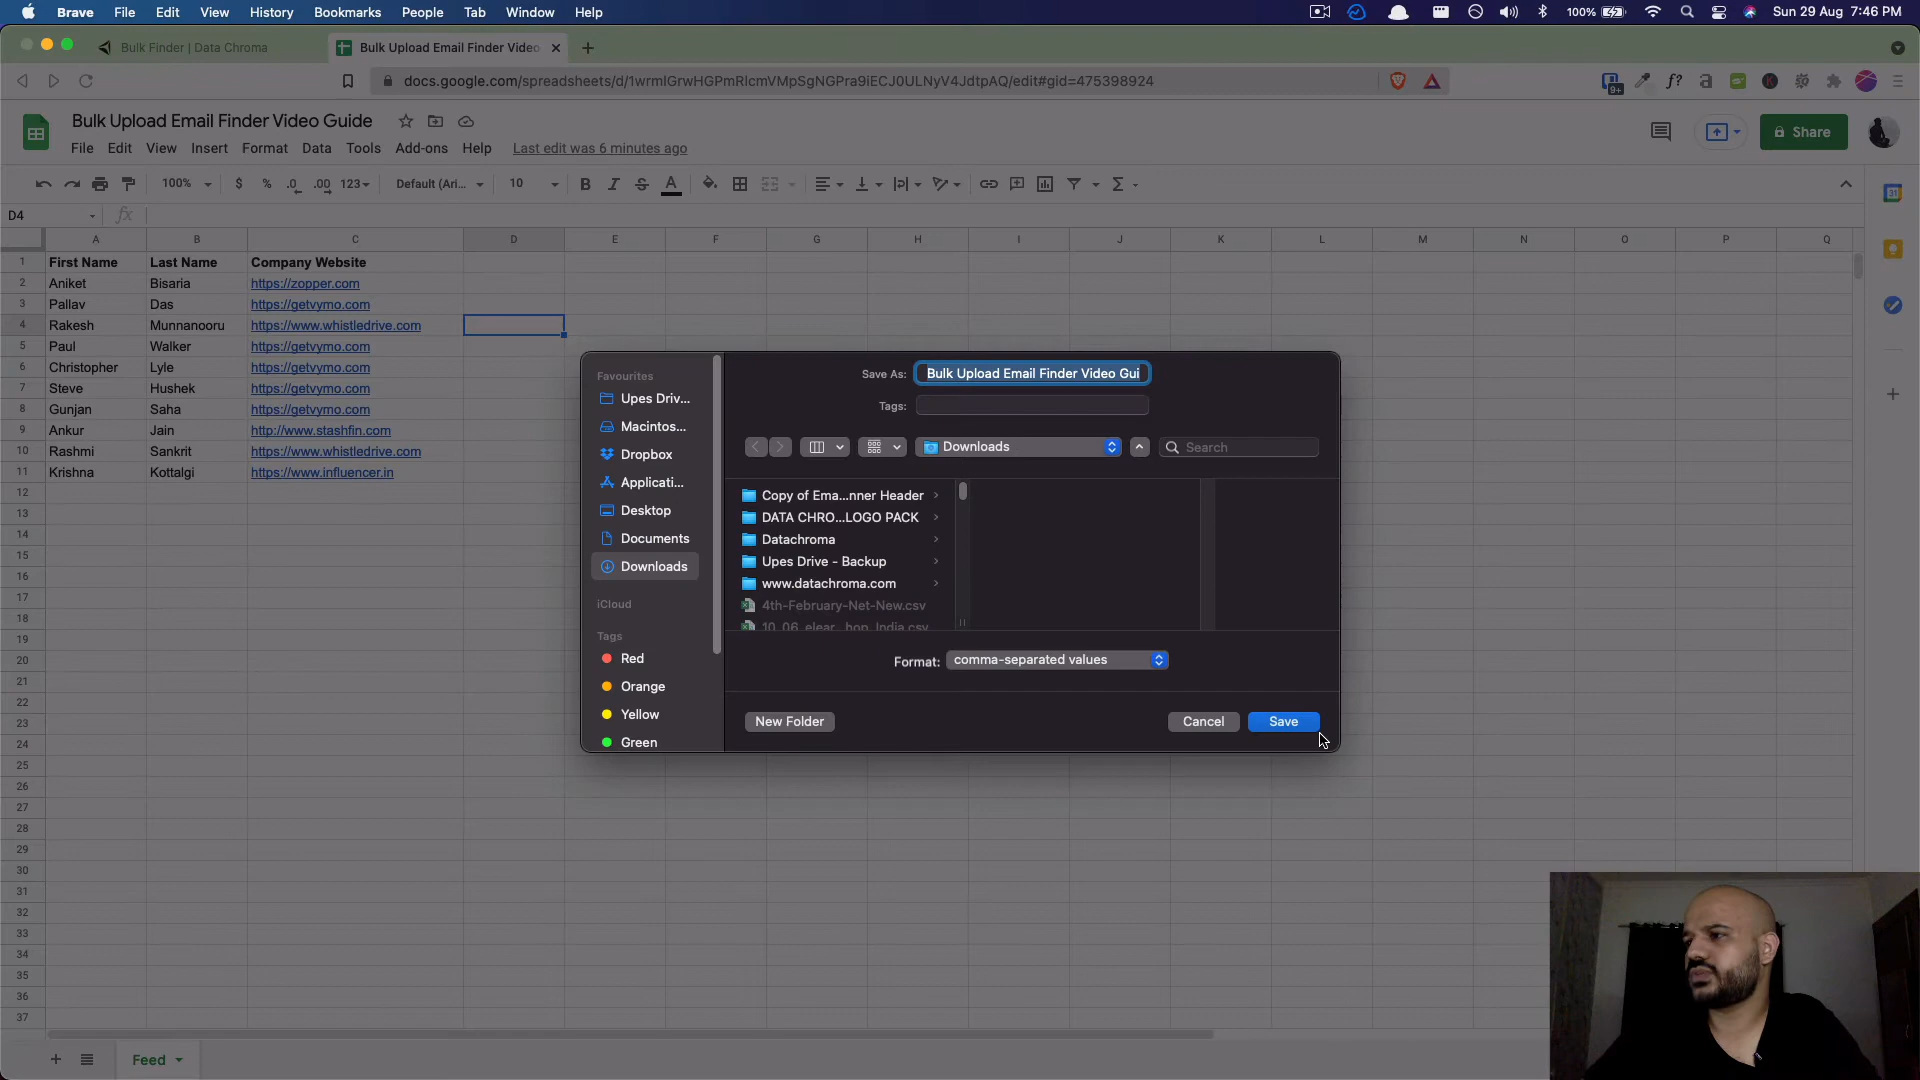 Brave File Edit View History Bookmarks People Tab Window Help 100% Sun 29 Aug 7:46 PM
Bulk Finder | Data Chroma Bulk Upload Email Finder Video
docs.google.com/spreadsheets/d/1wrmlGrwHGPmRlcmVMpSgNGPra9iECJ0ULNyV4JdtpAQ/edit#gid=475398924 9+ f?
Bulk Upload Email Finder Video Guide Share
File Edit View Insert Format Data Tools Add-ons Help Last edit was 6 minutes ago
100% $ % .0 .00 123 Default (Ari... 10 B I S A
D4 fx
A B C D E F G H I J K L M N O P Q
1 First Name Last Name Company Website
2 Aniket Bisaria https://zopper.com
3 Pallav Das https://getvymo.com
4 Rakesh Munnanooru https://www.whistledrive.com
5 Paul Walker https://getvymo.com
6 Christopher Lyle https://getvymo.com
7 Steve Hushek https://getvymo.com
8 Gunjan Saha https://getvymo.com
9 Ankur Jain http://www.stashfin.com
10 Rashmi Sankrit https://www.whistledrive.com
11 Krishna Kottalgi https://www.influencer.in
12
13
14
15
16
17
18
19
20
21
22
23
24
25
26
27
28
29
30
31
32
33
34
35
36
37
Favourites
Upes Driv...
Macintos...
Dropbox
Applicati...
Desktop
Documents
Downloads
iCloud
Tags
Red
Orange
Yellow
Green
Save As: Bulk Upload Email Finder Video Gui
Tags:
Downloads Search
Copy of Ema...nner Header
DATA CHRO...LOGO PACK
Datachroma
Upes Drive - Backup
www.datachroma.com
4th-February-Net-New.csv
10_06_elear...hop_India.csv
Format: comma-separated values
New Folder Cancel Save
Feed